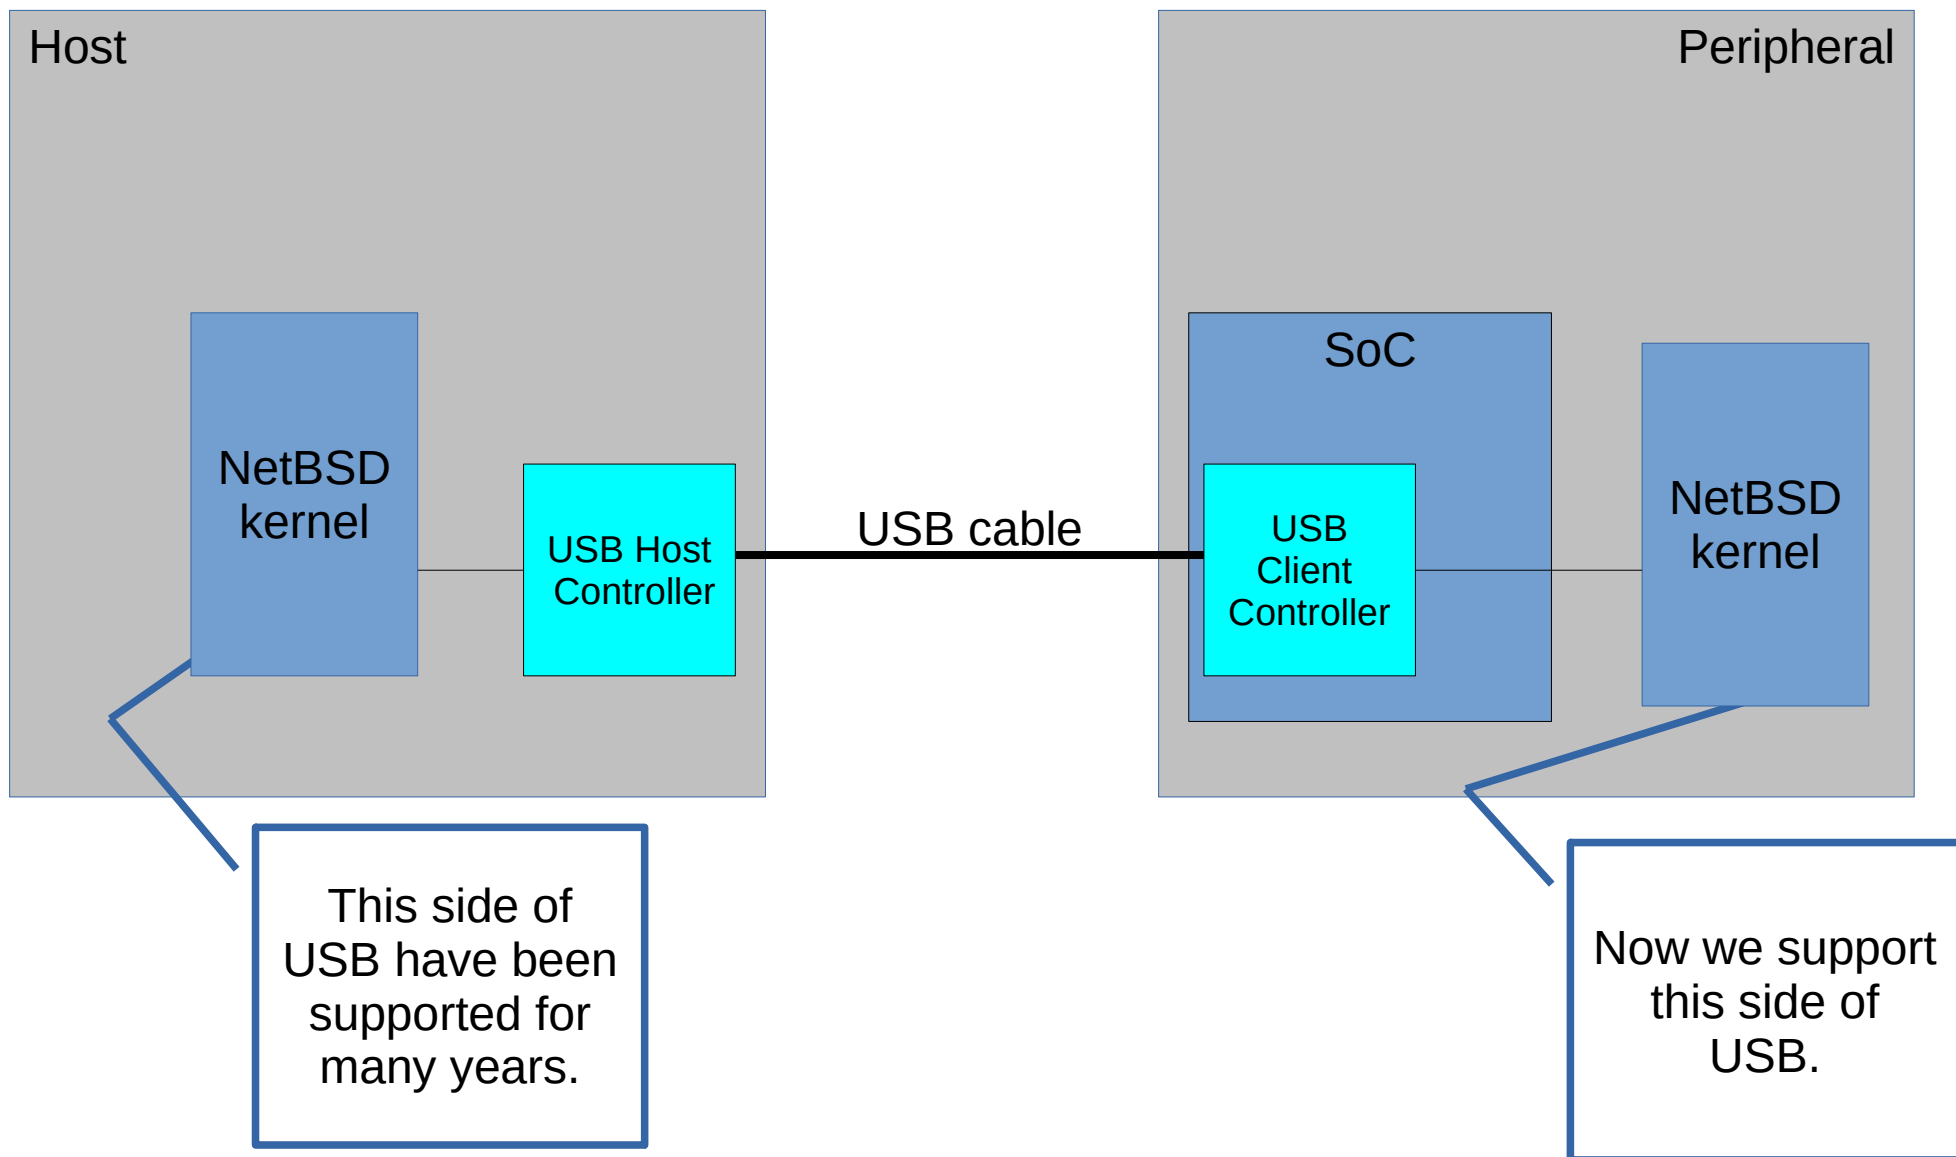 Host
Peripheral
SoC
NetBSD
kernel
USB Host
Controller
USB cable
USB
Client
Controller
NetBSD
kernel
This side of
USB have been
supported for
many years.
Now we support
this side of
USB.